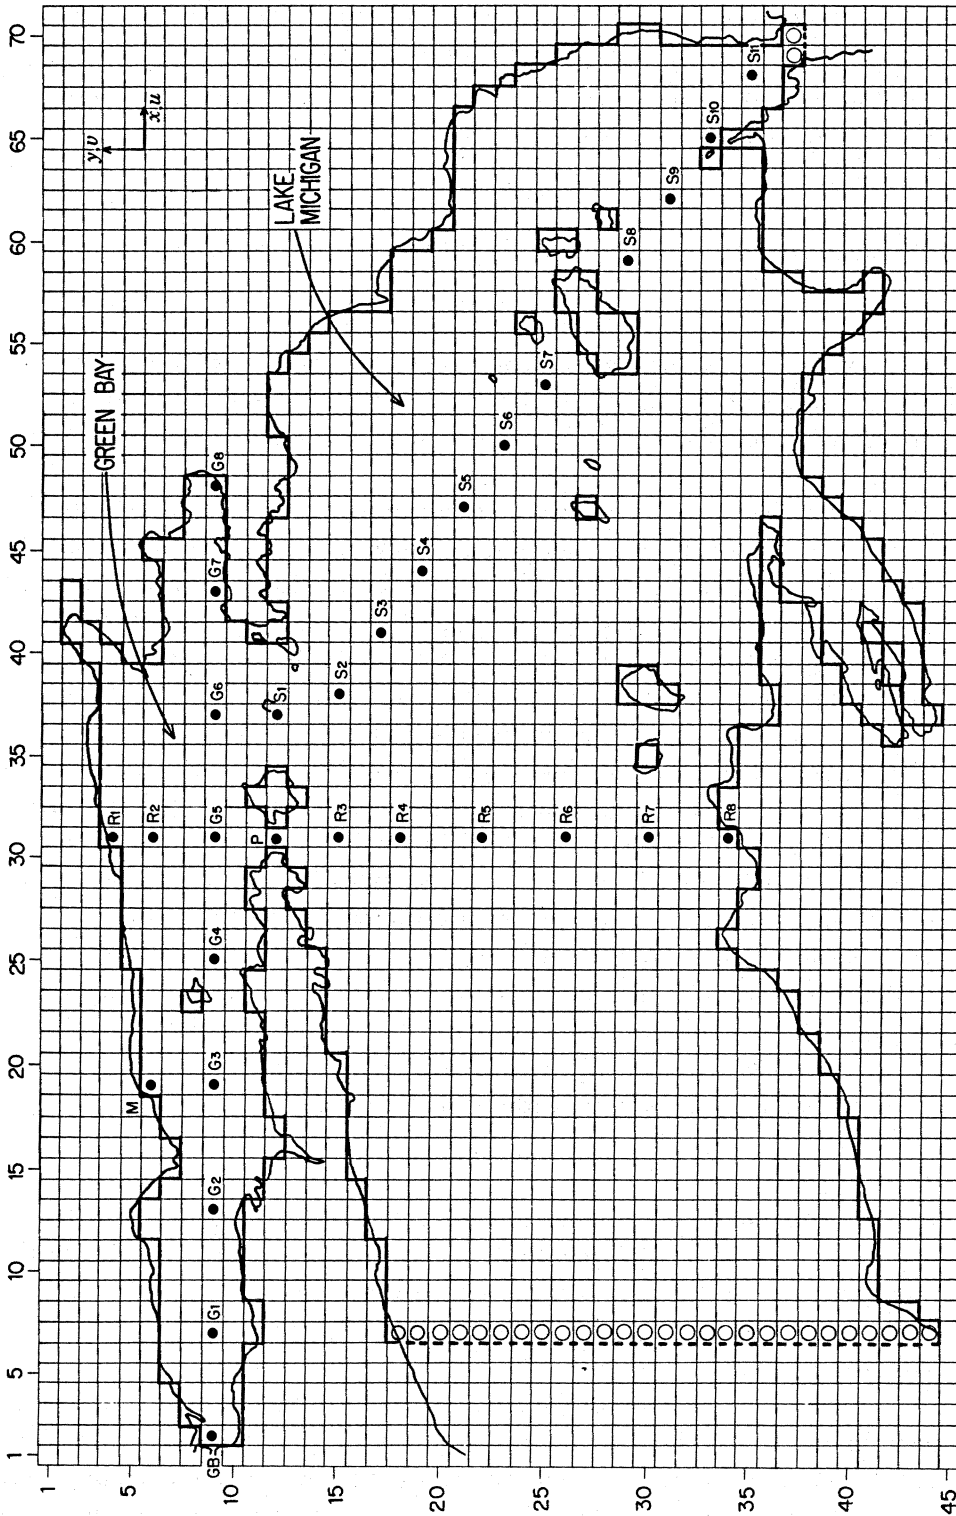 70
65
60
55
50
45
40
35
30
25
20
15
10
5
1
1
5
10
15
20
25
30
35
40
45
y,v
x,u
LAKE
MICHIGAN
GREEN BAY
S11
S10
S9
S8
S7
S6
S5
S4
S3
S2
S1
G8
G7
G6
G5
G4
G3
G2
G1
GB
M
P
R1
R2
R3
R4
R5
R6
R7
R8